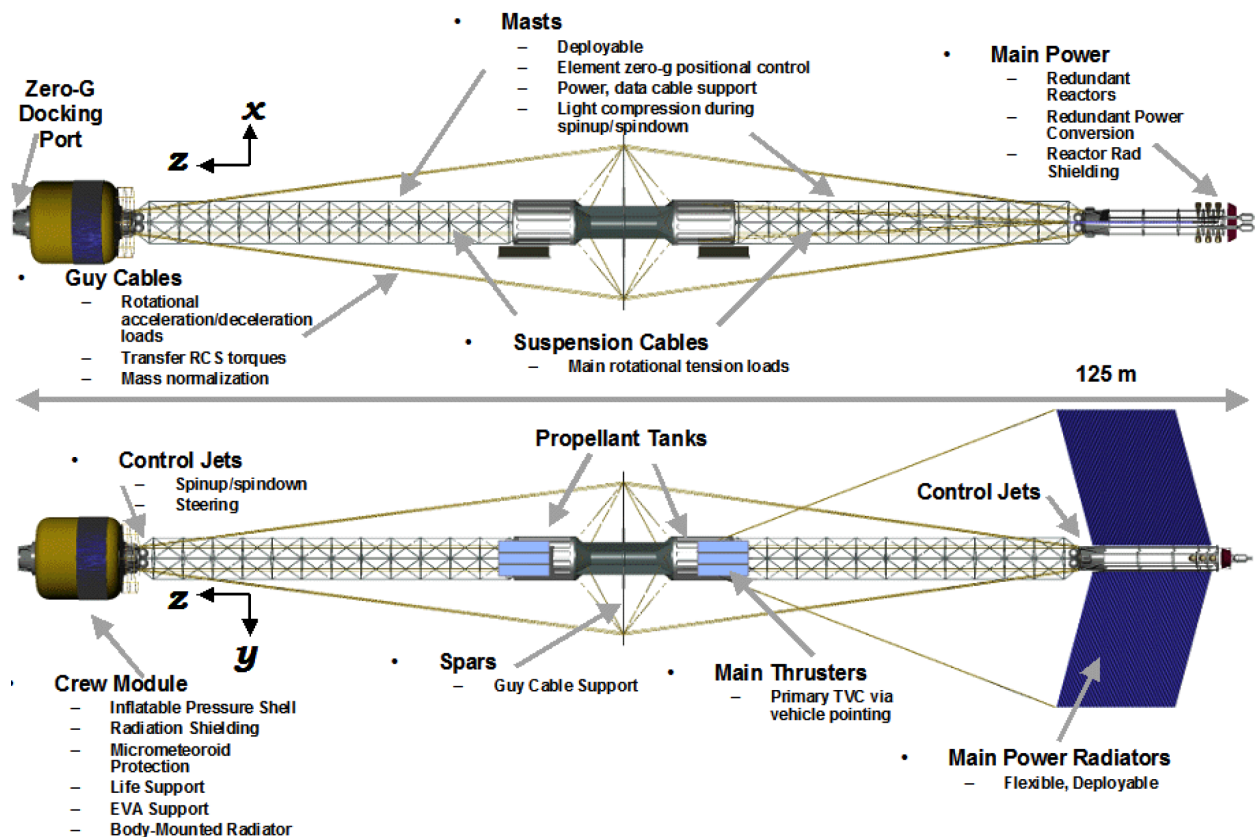 • Masts
– Deployable
– Element zero-g positional control
– Power, data cable support
– Light compression during
spinup/spindown
• Main Power
– Redundant
Reactors
– Redundant Power
Conversion
– Reactor Rad
Shielding
Zero-G
Docking
Port
x
z
• Guy Cables
– Rotational
acceleration/deceleration
loads
– Transfer RCS torques
– Mass normalization
• Suspension Cables
– Main rotational tension loads
125 m
• Control Jets
– Spinup/spindown
– Steering
Propellant Tanks
Control Jets
z
y
• Crew Module
– Inflatable Pressure Shell
– Radiation Shielding
– Micrometeoroid
Protection
– Life Support
– EVA Support
– Body-Mounted Radiator
• Spars
– Guy Cable Support
• Main Thrusters
– Primary TVC via
vehicle pointing
• Main Power Radiators
– Flexible, Deployable